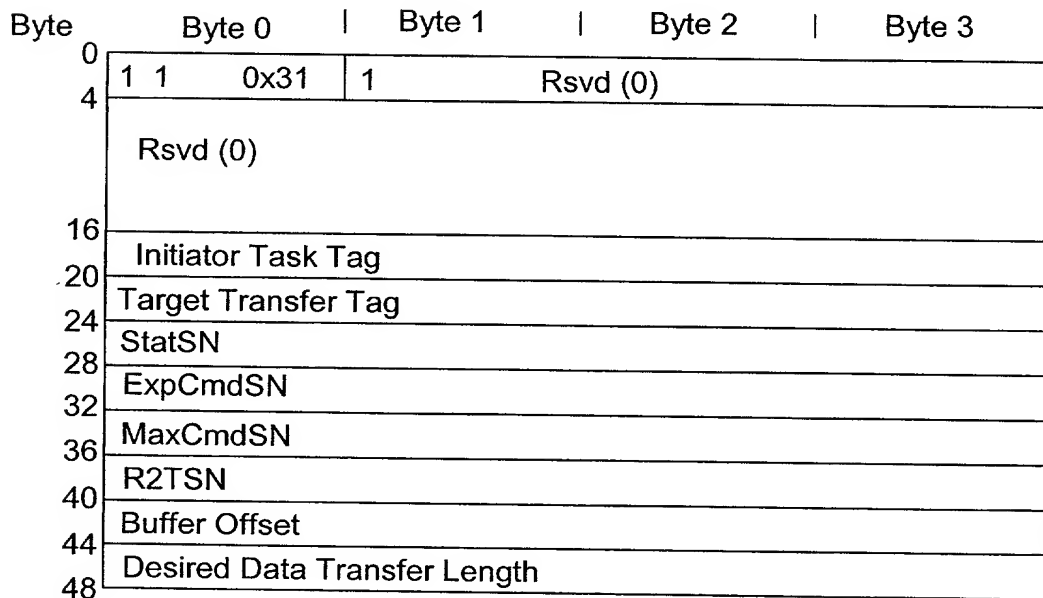 Byte Byte 0 | Byte 1 | Byte 2 | Byte 3
0
1 1 0x31 1 Rsvd (0)
4
Rsvd (0)
16
Initiator Task Tag
20
Target Transfer Tag
24
StatSN
28
ExpCmdSN
32
MaxCmdSN
36
R2TSN
40
Buffer Offset
44
Desired Data Transfer Length
48